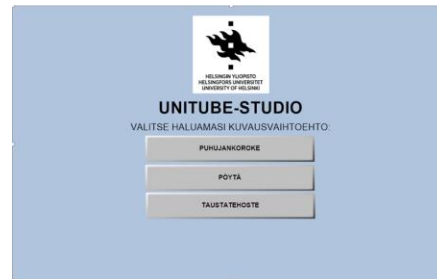 HELSINGIN YLIOPISTO
HELSINGFORS UNIVERSITET
UNIVERSITY OF HELSINKI
UNITUBE-STUDIO
VALITSE HALUAMASI KUVAUSVAIHTOEHTO:
PUHUJANKOROKE
PÖYTÄ
TAUSTATEHOSTE